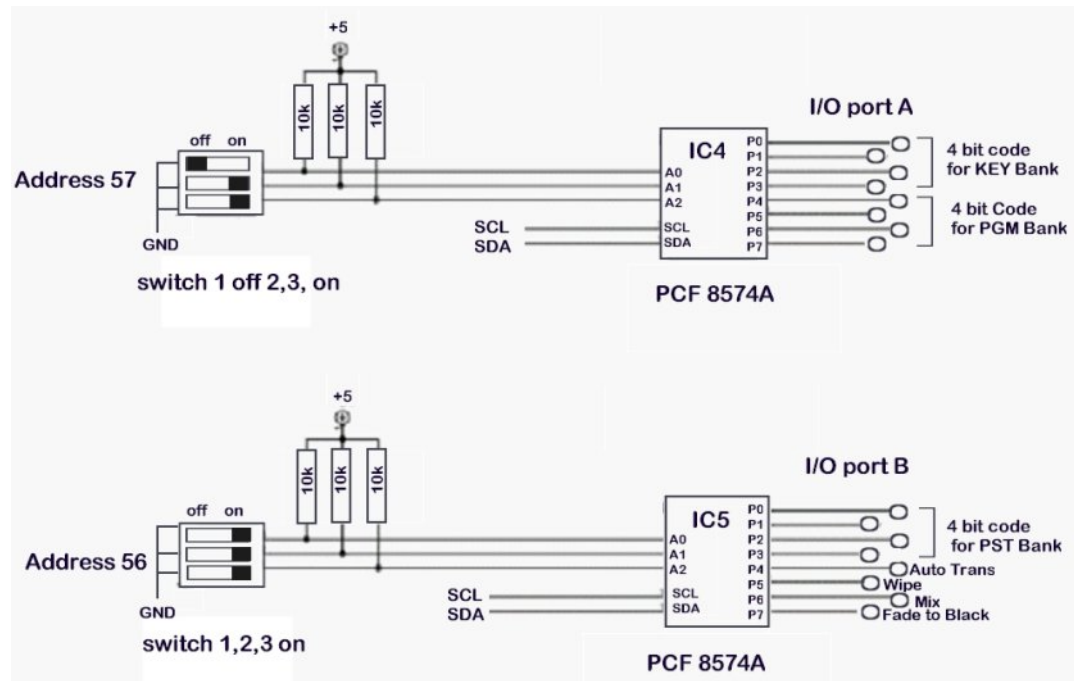 +5
10k 10k 10k
off on
Address 57
GND
switch 1 off 2,3, on
SCL
SDA
IC4
A0
A1
A2
SCL
SDA
P0
P1
P2
P3
P4
P5
P6
P7
PCF 8574A
I/O port A
4 bit code
for KEY Bank
4 bit Code
for PGM Bank
+5
10k 10k 10k
off on
Address 56
GND
switch 1,2,3 on
SCL
SDA
IC5
A0
A1
A2
SCL
SDA
P0
P1
P2
P3
P4
P5
P6
P7
PCF 8574A
I/O port B
4 bit code
for PST Bank
Auto Trans
Wipe
Mix
Fade to Black